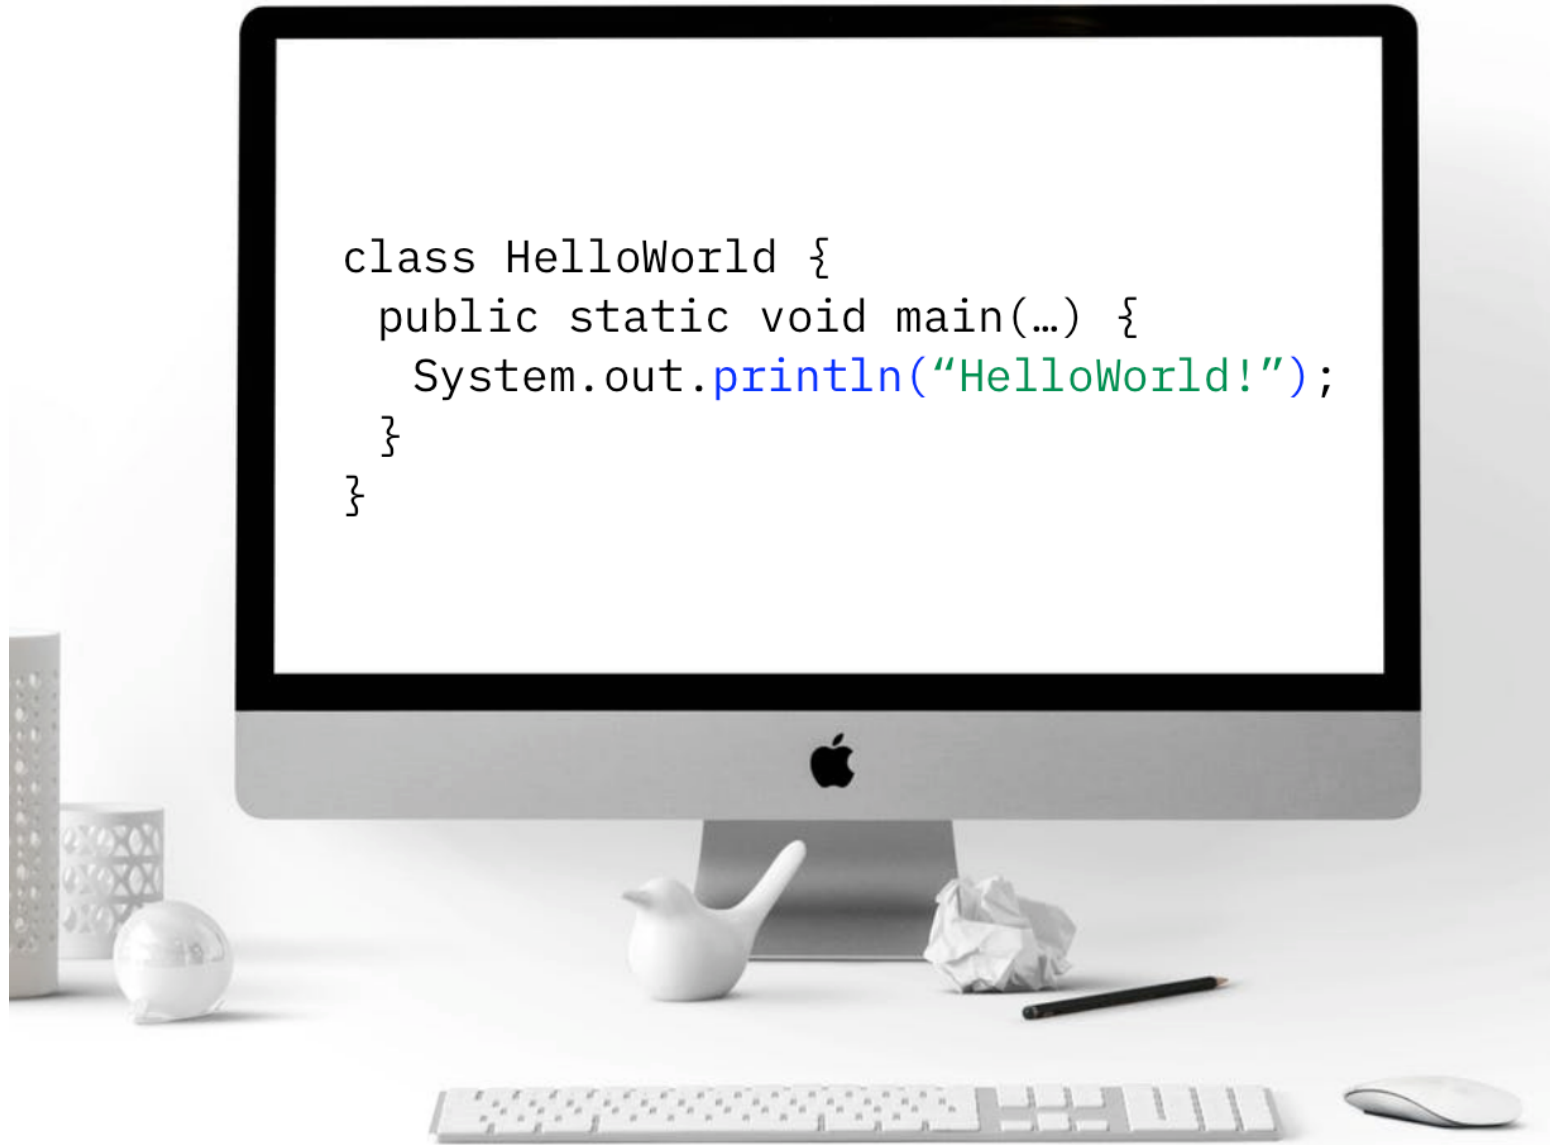 class HelloWorld {
public static void main(…) {
System.out.println(“HelloWorld!”);
}
}